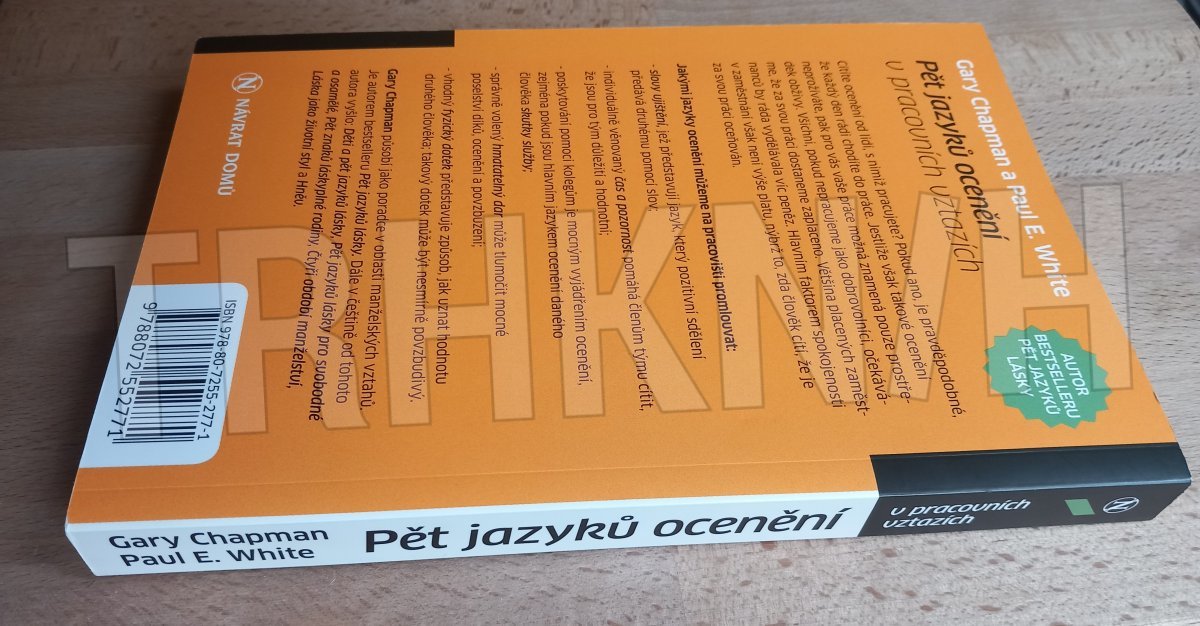 Gary Chapman a Paul E. White
Pět jazyků ocenění
v pracovních vztazích
AUTOR
BESTSELLERU
PĚT JAZYKŮ
LÁSKY
Cítíte ocenění od lidí, s nimiž pracujete? Pokud ano, je pravděpodobné,
že každý den rádi chodíte do práce. Jestliže však takové ocenění
neprožíváte, pak pro vás vaše práce možná znamená pouze prostře-
dek obživy. Všichni, pokud nepracujeme jako dobrovolníci, očekává-
me, že za svou práci dostaneme zaplaceno. Většina placených zaměst-
nanců by ráda vydělávala víc peněz. Hlavním faktorem spokojenosti
v zaměstnání však není výše platu nýbrž to, zda člověk cítí, že je
za svou práci oceňován.
Jakými jazyky ocenění můžeme na pracovišti promlouvat:
- slovy ujištění, jež představují jazyk, který pozitivní sdělení
předává druhému pomocí slov;
- individuálně věnovaný čas a pozornost pomáhá členům týmu cítit,
že jsou pro tým důležití a hodnotní;
- poskytování pomoci kolegům je mocným vyjádřením ocenění,
zejména pokud jsou hlavním jazykem ocenění daného
člověka skutky služby;
- správně volený hmatatelný dar může tlumočit mocné
poselství díků, ocenění a povzbuzení;
- vhodný fyzický dotek představuje způsob, jak uznat hodnotu
druhého člověka; takový dotek může být nesmírně povzbudivý.
Gary Chapman působí jako poradce v oblasti manželských vztahů.
Je autorem bestselleru Pět jazyků lásky. Dále v češtině od tohoto
autora vyšlo: Děti a pět jazyků lásky, Pět jazyků lásky pro svobodné
a osamělé, Pět znaků láskyplné rodiny, Čtyři období manželství,
Láska jako životní styl a Hněv.
N NÁVRAT DOMŮ
ISBN 978-80-7255-277-1
9788072552771
Gary Chapman
Paul E. White
Pět jazyků ocenění
v pracovních
vztazích
N
TRHKNIH